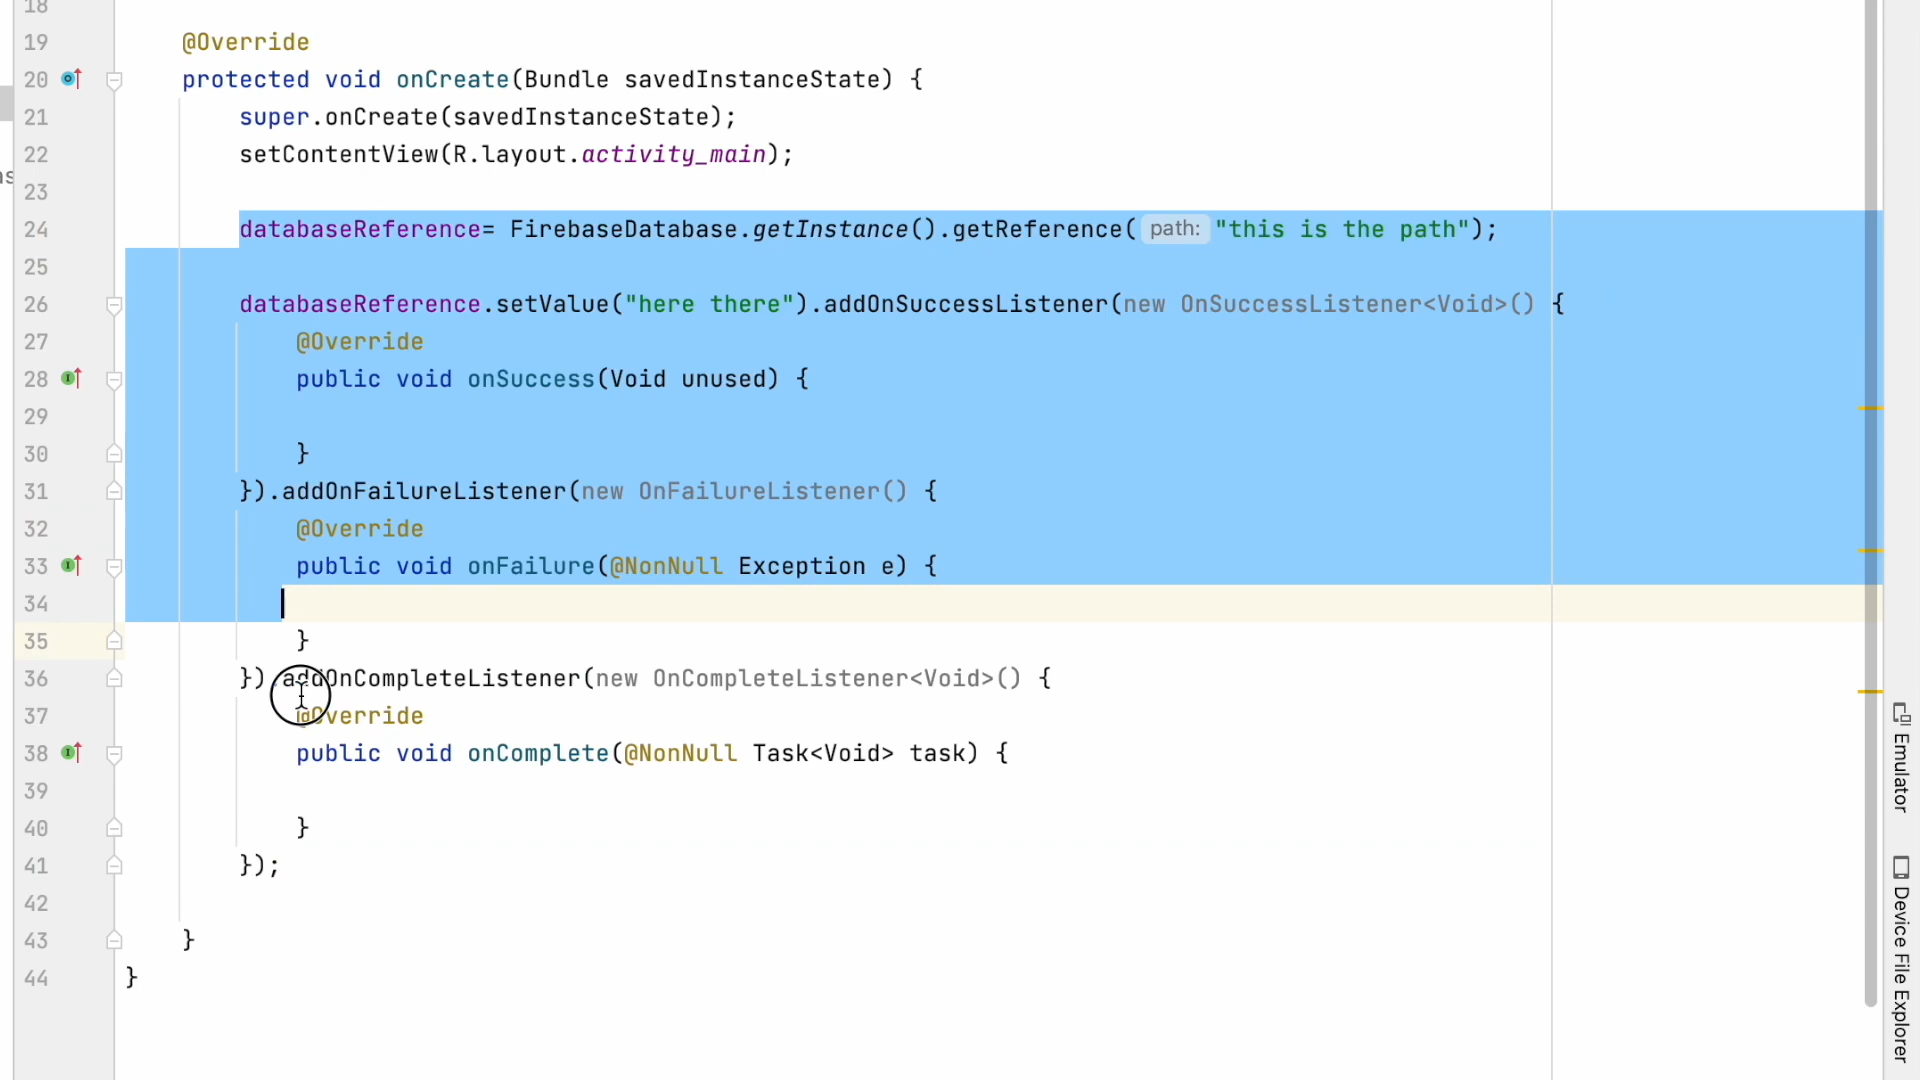 18
19 @Override
20 protected void onCreate(Bundle savedInstanceState) {
21 super.onCreate(savedInstanceState);
22 setContentView(R.layout.activity_main);
as
23
24 databaseReference= FirebaseDatabase.getInstance().getReference( path: "this is the path");
25
26 databaseReference.setValue("here there").addOnSuccessListener(new OnSuccessListener<Void>() {
27 @Override
28 public void onSuccess(Void unused) {
29
30 }
31 }).addOnFailureListener(new OnFailureListener() {
32 @Override
33 public void onFailure(@NonNull Exception e) {
34
35 }
36 }).addOnCompleteListener(new OnCompleteListener<Void>() {
37 @Override
38 public void onComplete(@NonNull Task<Void> task) {
39
40 }
41 });
42
43 }
44 }
Emulator
Device File Explorer